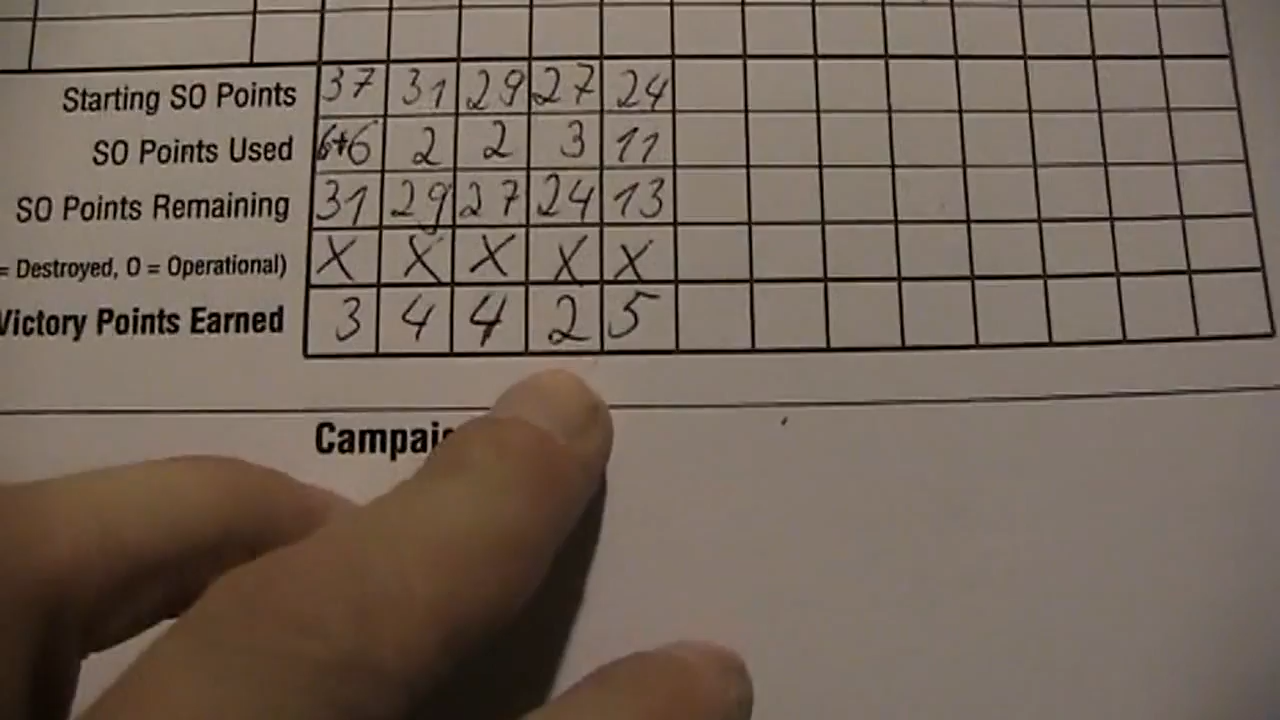 Starting SO Points 37 31 29 27 24
SO Points Used 6+6 2 2 3 11
SO Points Remaining 31 29 27 24 13
= Destroyed, O = Operational) X X X X X
Victory Points Earned 3 4 4 2 5